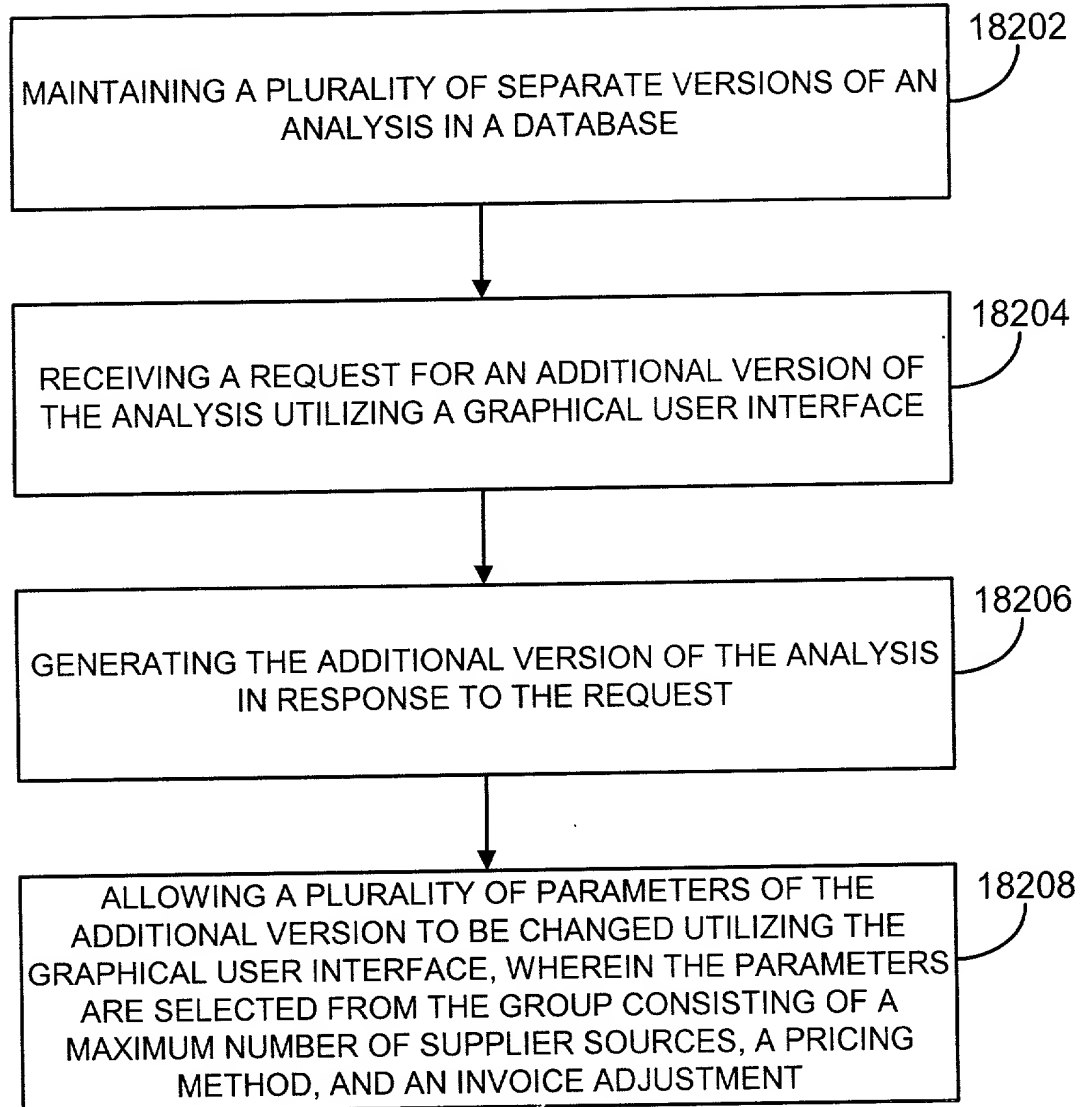 18202
MAINTAINING A PLURALITY OF SEPARATE VERSIONS OF AN
ANALYSIS IN A DATABASE
18204
RECEIVING A REQUEST FOR AN ADDITIONAL VERSION OF
THE ANALYSIS UTILIZING A GRAPHICAL USER INTERFACE
18206
GENERATING THE ADDITIONAL VERSION OF THE ANALYSIS
IN RESPONSE TO THE REQUEST
18208
ALLOWING A PLURALITY OF PARAMETERS OF THE
ADDITIONAL VERSION TO BE CHANGED UTILIZING THE
GRAPHICAL USER INTERFACE, WHEREIN THE PARAMETERS
ARE SELECTED FROM THE GROUP CONSISTING OF A
MAXIMUM NUMBER OF SUPPLIER SOURCES, A PRICING
METHOD, AND AN INVOICE ADJUSTMENT